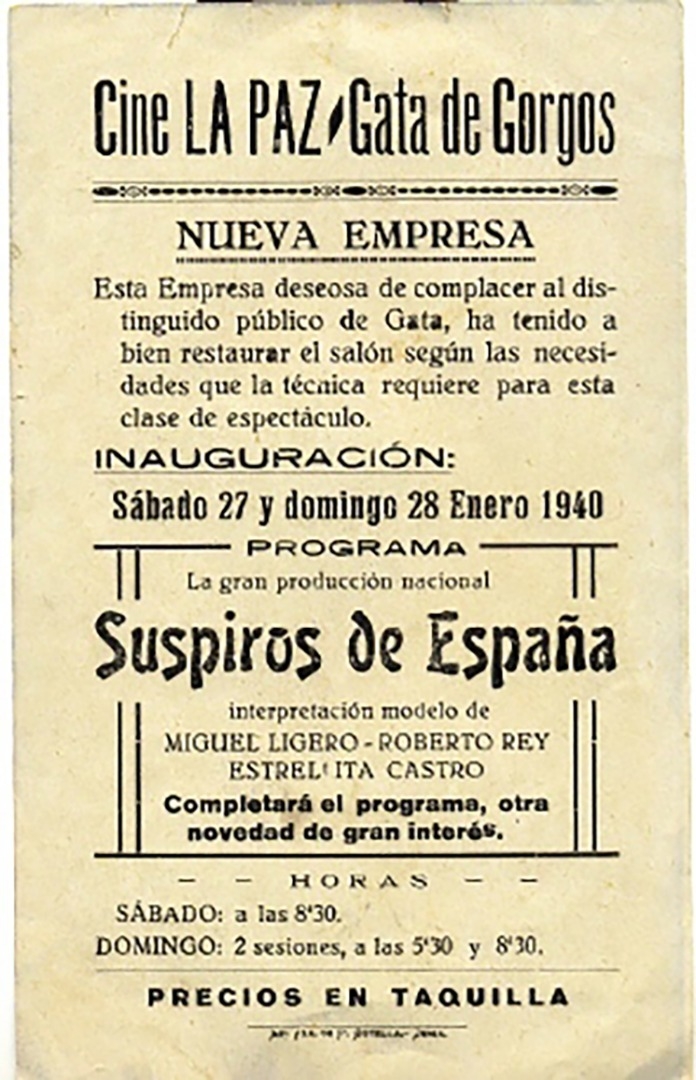 Cine LA PAZ - Gata de Gorgos
NUEVA EMPRESA
Esta Empresa deseosa de complacer al dis-
tinguido público de Gata, ha tenido a
bien restaurar el salón según las necesi-
dades que la técnica requiere para esta
clase de espectáculo.
INAUGURACIÓN:
Sábado 27 y domingo 28 Enero 1940
PROGRAMA
La gran producción nacional
Suspiros de España
interpretación modelo de
MIGUEL LIGERO - ROBERTO REY
ESTRELLITA CASTRO
Completará el programa, otra
novedad de gran interés.
- - HORAS - -
SÁBADO: a las 8'30.
DOMINGO: 2 sesiones, a las 5'30 y 8'30.
PRECIOS EN TAQUILLA